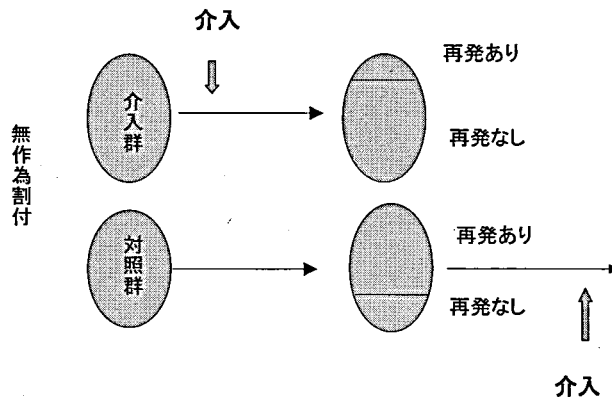 介入
再発あり
介入群
再発なし
無作為割付
再発あり
対照群
再発なし
介入